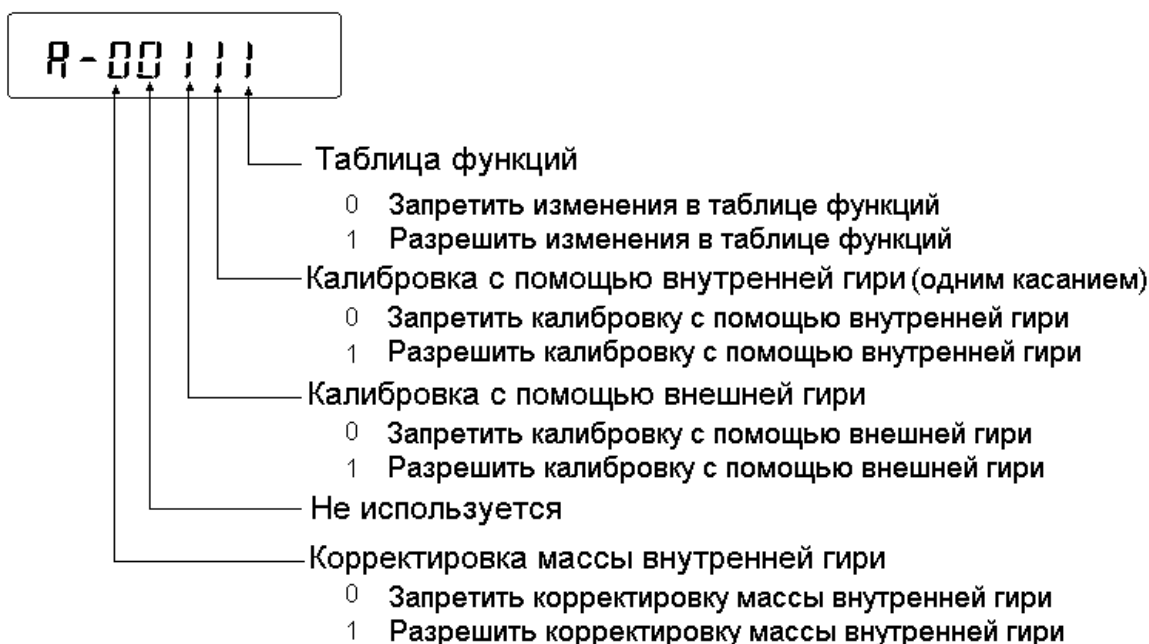 A-00111
Таблица функций
0 Запретить изменения в таблице функций
1 Разрешить изменения в таблице функций
Калибровка с помощью внутренней гири (одним касанием)
0 Запретить калибровку с помощью внутренней гири
1 Разрешить калибровку с помощью внутренней гири
Калибровка с помощью внешней гири
0 Запретить калибровку с помощью внешней гири
1 Разрешить калибровку с помощью внешней гири
Не используется
Корректировка массы внутренней гири
0 Запретить корректировку массы внутренней гири
1 Разрешить корректировку массы внутренней гири